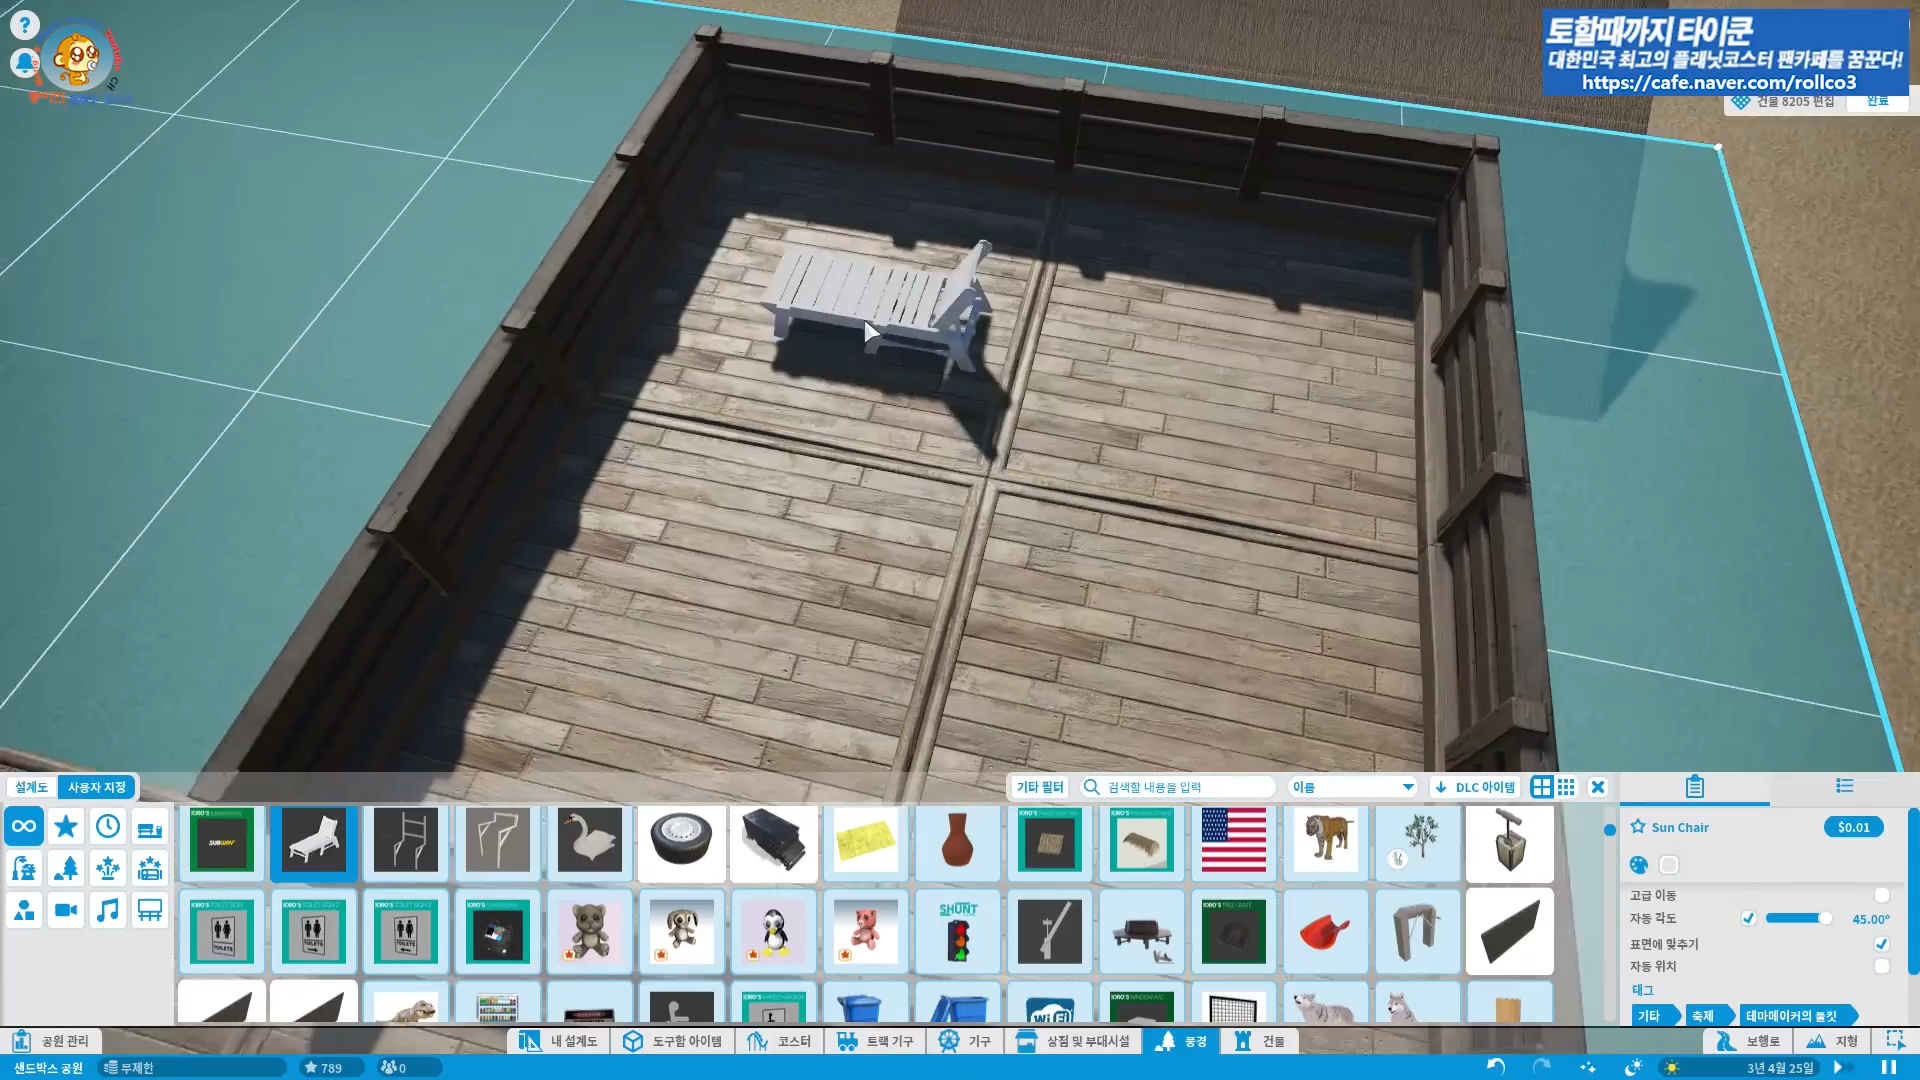 토할때까지 타이쿤
대한민국 최고의 플래닛코스터 팬카페를 꿈꾼다!
https://cafe.naver.com/rollco3
건물 8205 편집
완료
설계도
사용자 지정
기타 필터
검색할 내용을 입력
이름
DLC 아이템
SUBWAY
TOILETS
TOILETS
TOILETS
SHUNT
WiFi
Sun Chair
$0.01
고급 이동
자동 각도
45.00°
표면에 맞추기
자동 위치
태그
기타
축제
테마메이커의 툴킷
공원 관리
내 설계도
도구함 아이템
코스터
트랙 기구
기구
상점 및 부대시설
풍경
건물
보행로
지형
샌드박스 공원
무제한
789
0
3년 4월 25일